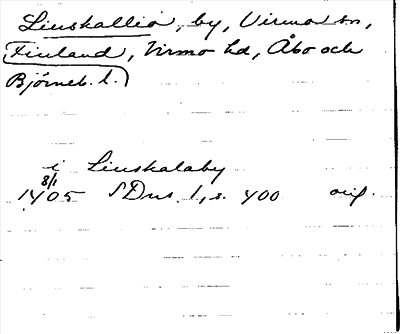 Liuskallio, by, Virmo sn,
Finland, Virmo hd, Åbo och
Björneb. l.
i Liuskalaby
8/1
1405 SDns. 1, s. 400 orig.